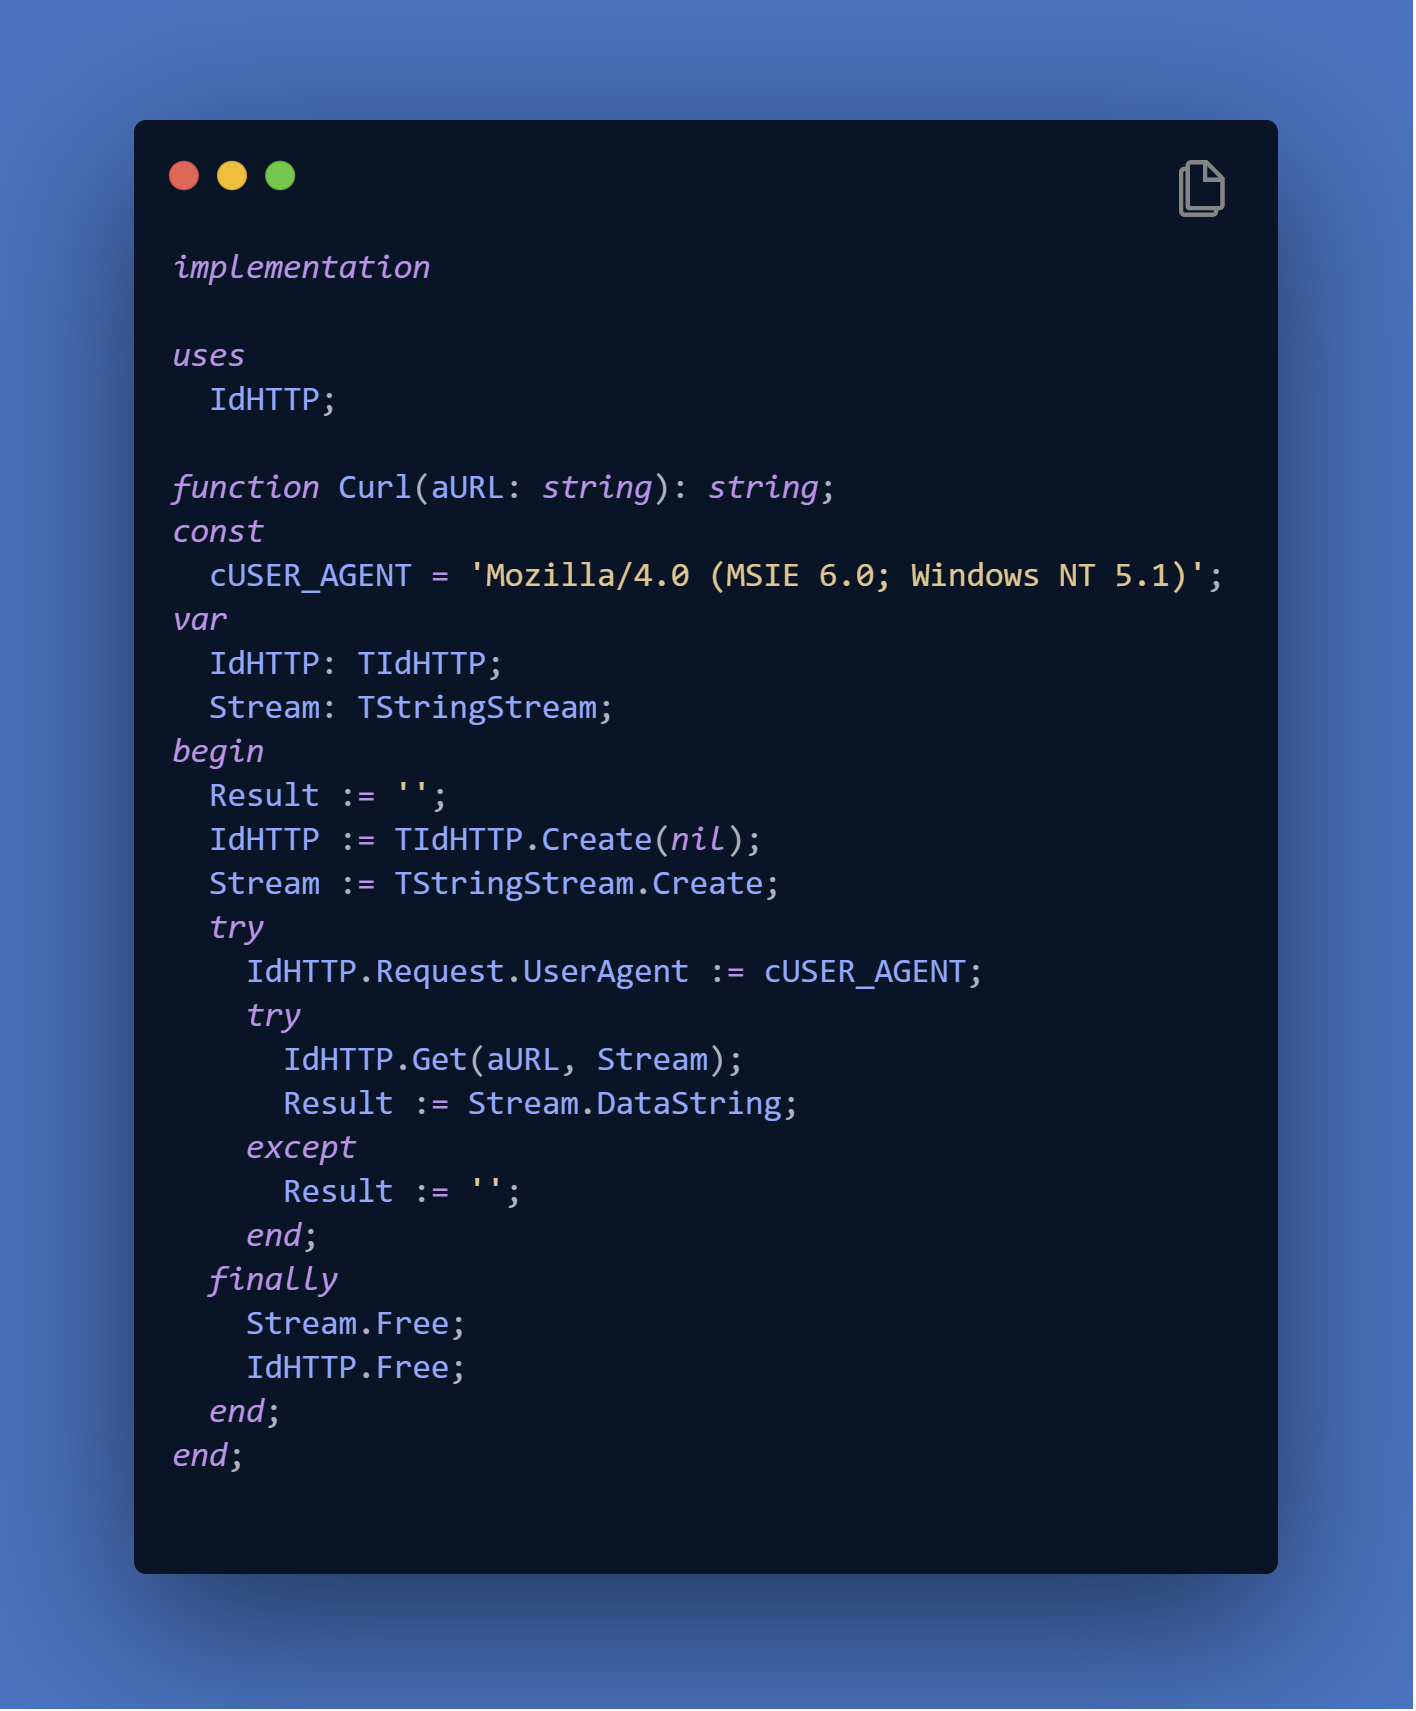 implementation

uses
  IdHTTP;

function Curl(aURL: string): string;
const
  cUSER_AGENT = 'Mozilla/4.0 (MSIE 6.0; Windows NT 5.1)';
var
  IdHTTP: TIdHTTP;
  Stream: TStringStream;
begin
  Result := '';
  IdHTTP := TIdHTTP.Create(nil);
  Stream := TStringStream.Create;
  try
    IdHTTP.Request.UserAgent := cUSER_AGENT;
    try
      IdHTTP.Get(aURL, Stream);
      Result := Stream.DataString;
    except
      Result := '';
    end;
  finally
    Stream.Free;
    IdHTTP.Free;
  end;
end;